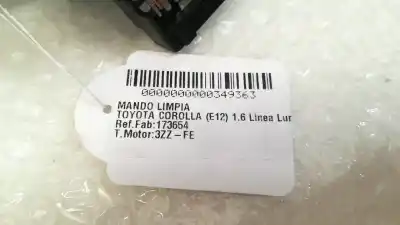 0000000000349363
MANDO LIMPIA
TOYOTA COROLLA (E12) 1.6 Linea Lur
Ref.Fab:173654
T.Motor:3ZZ-FE